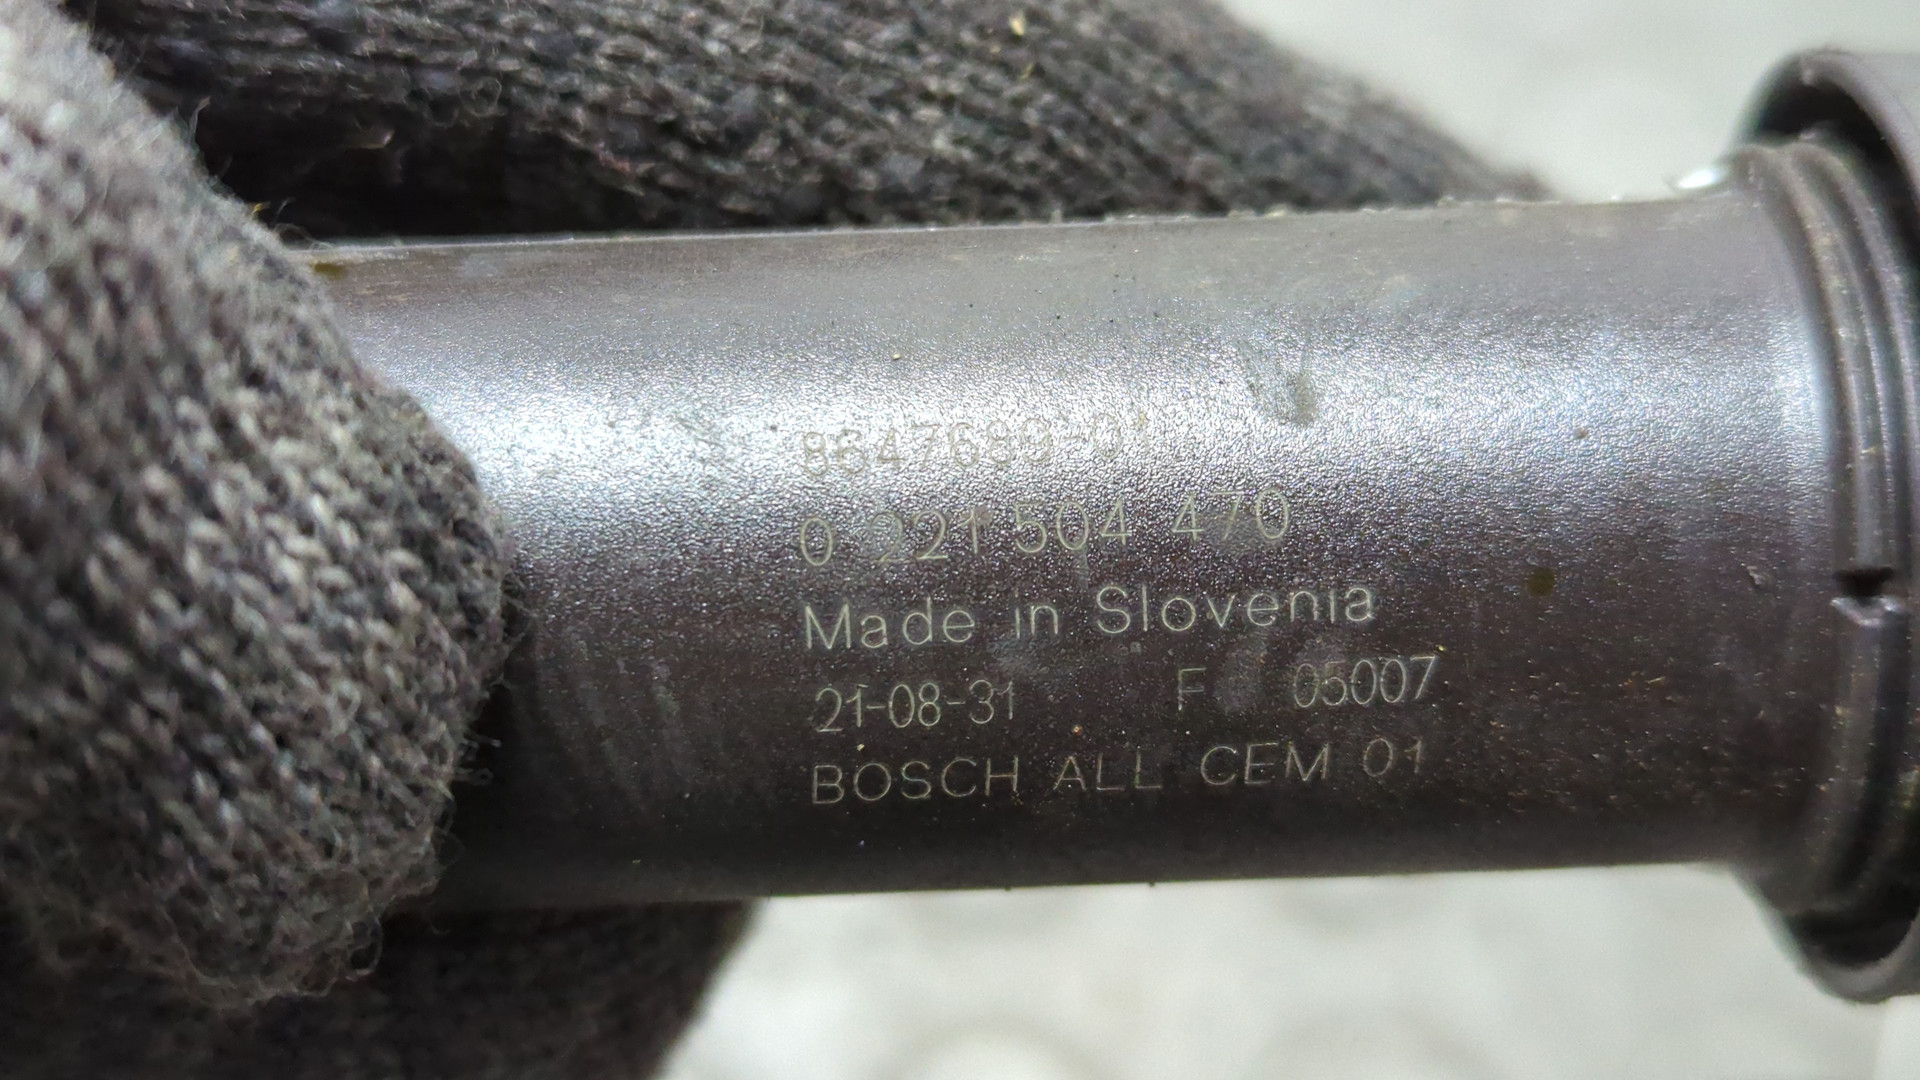 8647689-01
0 221 504 470
Made in Slovenia
21-08-31 F 05007
BOSCH ALL CEM 01